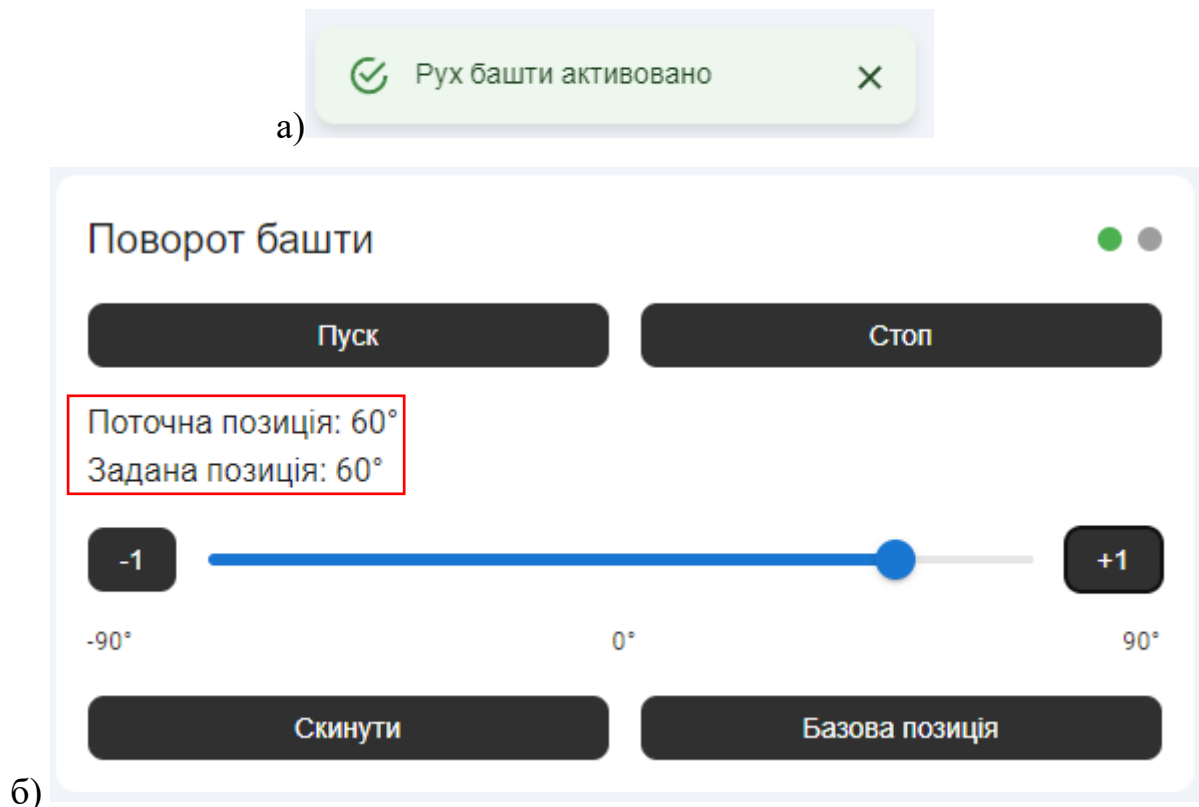 Рух башти активовано
а)
Поворот башти
Пуск Стоп
Поточна позиція: 60°
Задана позиція: 60°
-1 +1
-90° 0° 90°
Скинути Базова позиція
б)